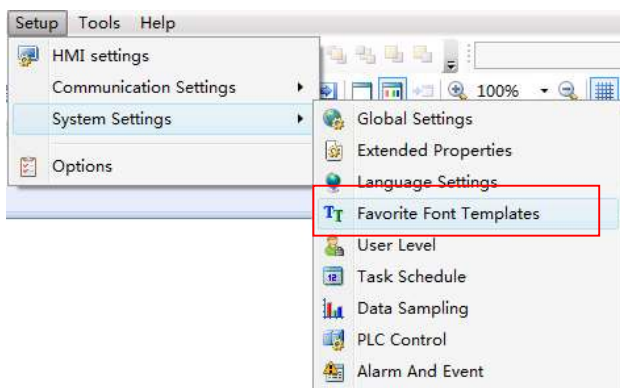 Setup Tools Help
HMI settings
Communication Settings
100%
System Settings
Global Settings
Extended Properties
Options
Language Settings
Favorite Font Templates
User Level
Task Schedule
Data Sampling
PLC Control
Alarm And Event